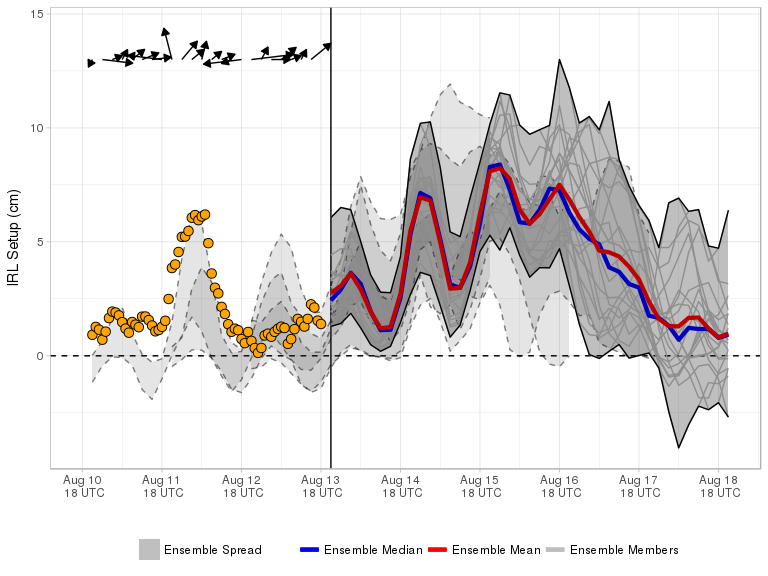 15
10
5
0
IRL Setup (cm)
Aug 10 Aug 11 Aug 12 Aug 13 Aug 14 Aug 15 Aug 16 Aug 17 Aug 18
18 UTC 18 UTC 18 UTC 18 UTC 18 UTC 18 UTC 18 UTC 18 UTC 18 UTC
Ensemble Spread Ensemble Median Ensemble Mean Ensemble Members